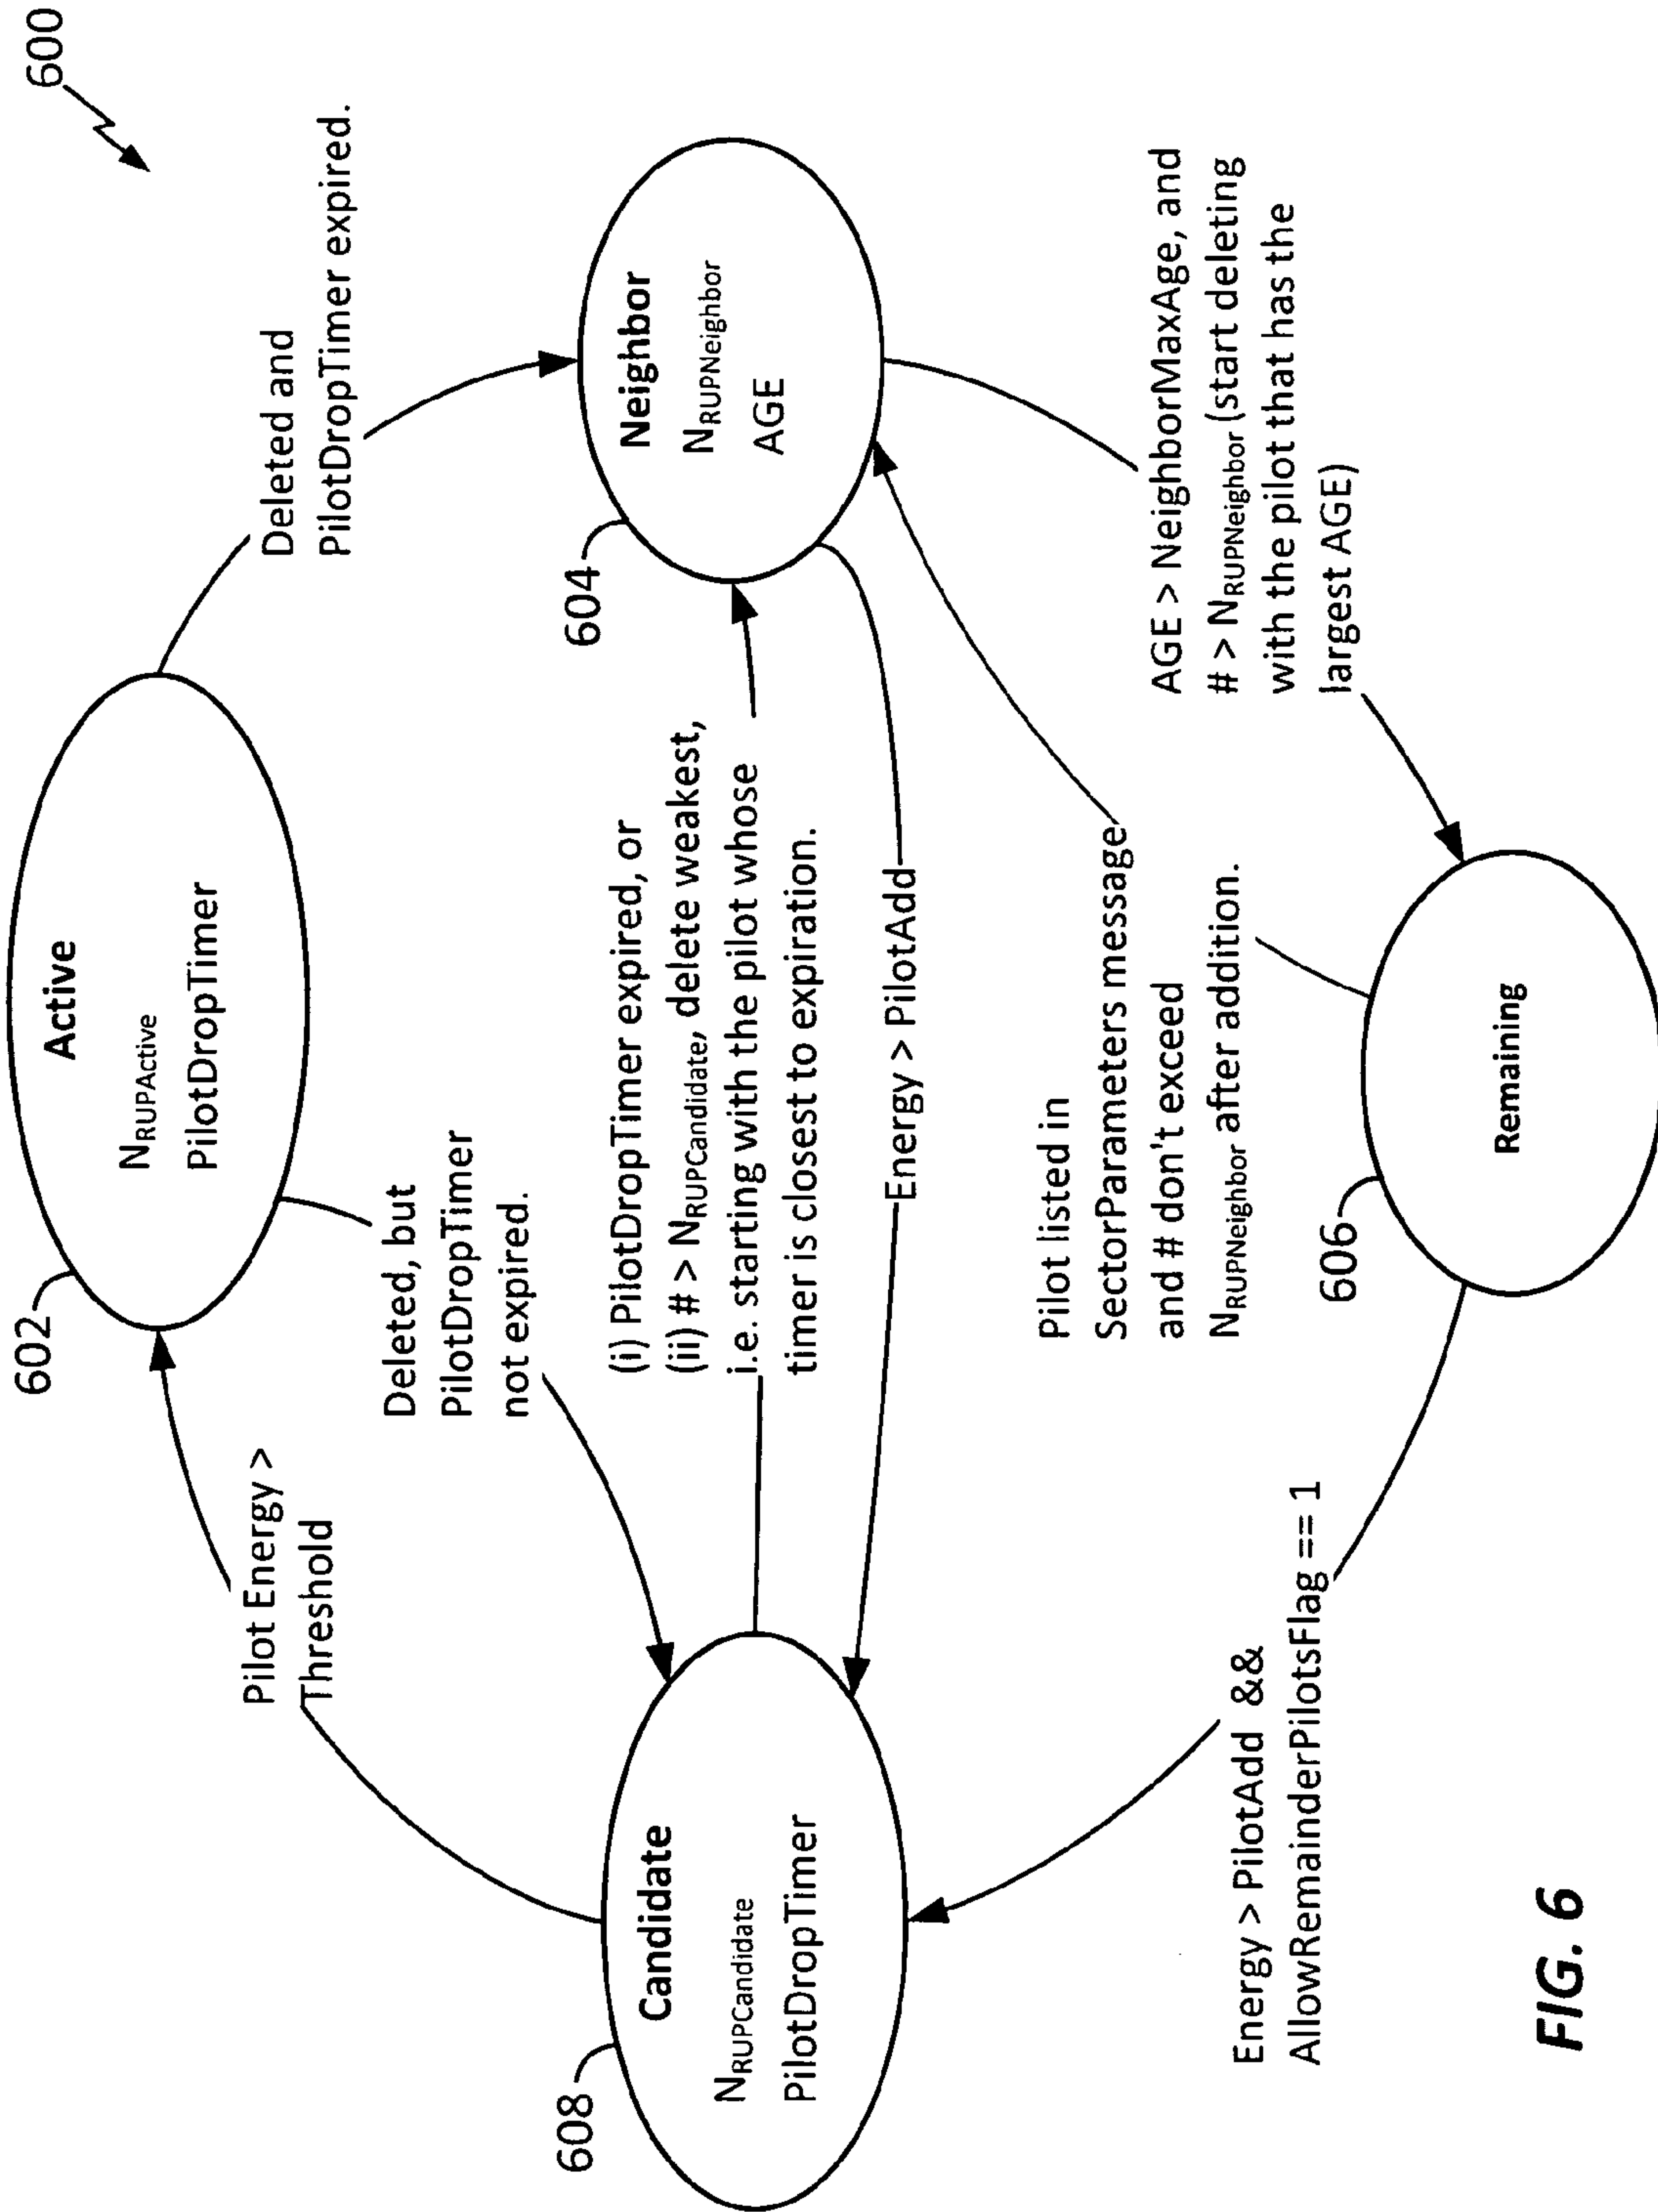 600
602
Active
NRUPActive
PilotDropTimer
Deleted and
PilotDropTimer expired.
Pilot Energy >
Threshold
Deleted, but
PilotDropTimer
not expired.
604
Neighbor
NRUPNeighbor
AGE
608
Candidate
NRUPCandidate
PilotDropTimer
(i) PilotDropTimer expired, or
(ii) # > NRUPCandidate, delete weakest,
i.e. starting with the pilot whose
timer is closest to expiration.
Energy > PilotAdd
Pilot listed in
SectorParameters message
and # don't exceed
NRUPNeighbor after addition.
AGE > NeighborMaxAge, and
# > NRUPNeighbor (start deleting
with the pilot that has the
largest AGE)
Energy > PilotAdd &&
AllowRemainderPilotsFlag == 1
606
Remaining
FIG. 6